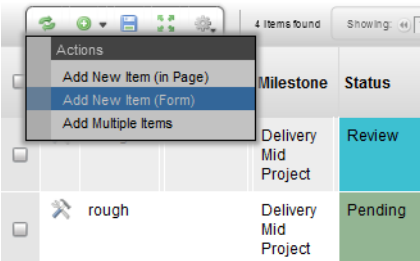 4 items found Showing:
Actions
Add New Item (in Page)
Add New Item (Form)
Add Multiple Items
Milestone Status
Delivery Review
Mid
Project
rough Delivery Pending
Mid
Project